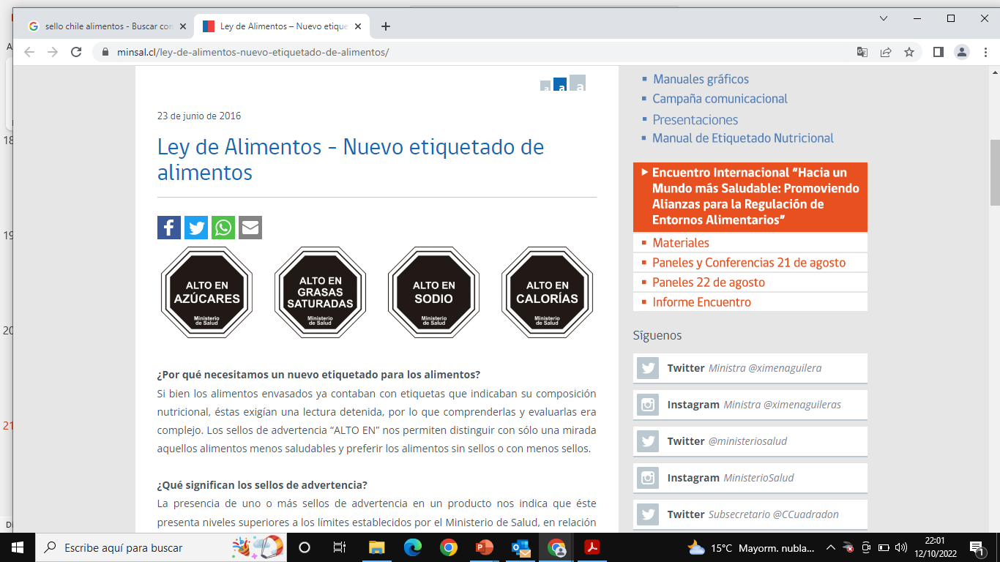 sello chile alimentos - Buscar con
Ley de Alimentos – Nuevo etique
minsal.cl/ley-de-alimentos-nuevo-etiquetado-de-alimentos/
a a a
23 de junio de 2016
Ley de Alimentos - Nuevo etiquetado de
alimentos
ALTO EN
AZÚCARES
Ministerio
de Salud
ALTO EN
GRASAS
SATURADAS
Ministerio
de Salud
ALTO EN
SODIO
Ministerio
de Salud
ALTO EN
CALORÍAS
Ministerio
de Salud
¿Por qué necesitamos un nuevo etiquetado para los alimentos?
Si bien los alimentos envasados ya contaban con etiquetas que indicaban su composición
nutricional, éstas exigían una lectura detenida, por lo que comprenderlas y evaluarlas era
complejo. Los sellos de advertencia “ALTO EN” nos permiten distinguir con sólo una mirada
aquellos alimentos menos saludables y preferir los alimentos sin sellos o con menos sellos.
¿Qué significan los sellos de advertencia?
La presencia de uno o más sellos de advertencia en un producto nos indica que éste
presenta niveles superiores a los límites establecidos por el Ministerio de Salud, en relación
Manuales gráficos
Campaña comunicacional
Presentaciones
Manual de Etiquetado Nutricional
Encuentro Internacional “Hacia un
Mundo más Saludable: Promoviendo
Alianzas para la Regulación de
Entornos Alimentarios”
Materiales
Paneles y Conferencias 21 de agosto
Paneles 22 de agosto
Informe Encuentro
Síguenos
Twitter Ministra @ximenaguilera
Instagram Ministra @ximenaguileras
Twitter @ministeriosalud
Instagram MinisterioSalud
Twitter Subsecretario @CCuadradon
18
19
20
21
Escribe aquí para buscar
15°C Mayorm. nubla...
22:01
12/10/2022
1